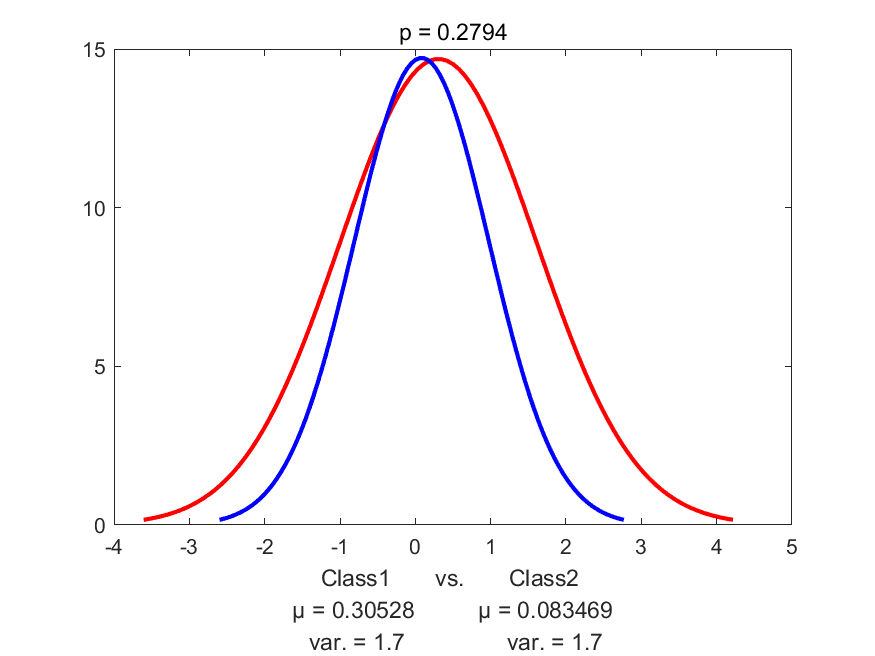 p = 0.2794
15
10
5
0
-4 -3 -2 -1 0 1 2 3 4 5
Class1 vs. Class2
μ = 0.30528 μ = 0.083469
var. = 1.7 var. = 1.7